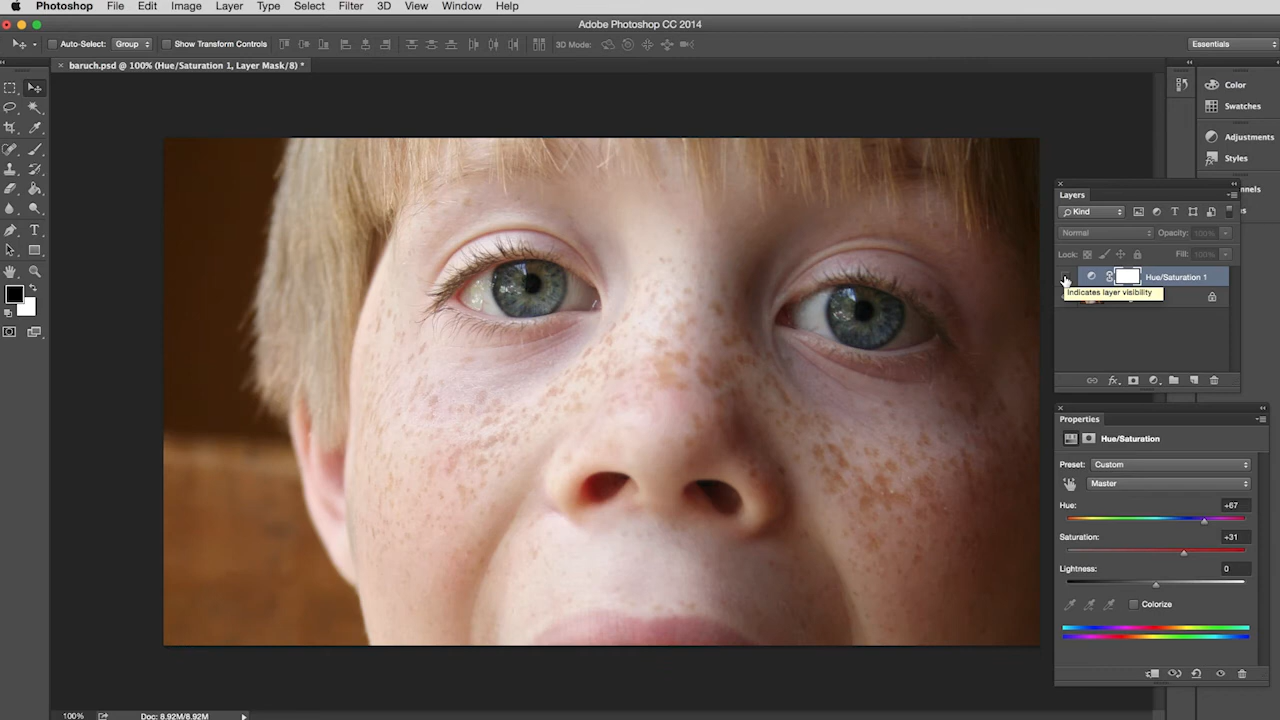 Photoshop File Edit Image Layer Type Select Filter 3D View Window Help
Adobe Photoshop CC 2014
Auto-Select: Group Show Transform Controls 3D Mode: Essentials
× baruch.psd @ 100% (Hue/Saturation 1, Layer Mask/8) *
Color
Swatches
Adjustments
Styles
Layers
Kind
Normal Opacity: 100%
Lock: Fill: 100%
Hue/Saturation 1
Indicates layer visibility
Properties
Hue/Saturation
Preset: Custom
Master
Hue: +67
Saturation: +31
Lightness: 0
Colorize
100% Doc: 8.92M/8.92M